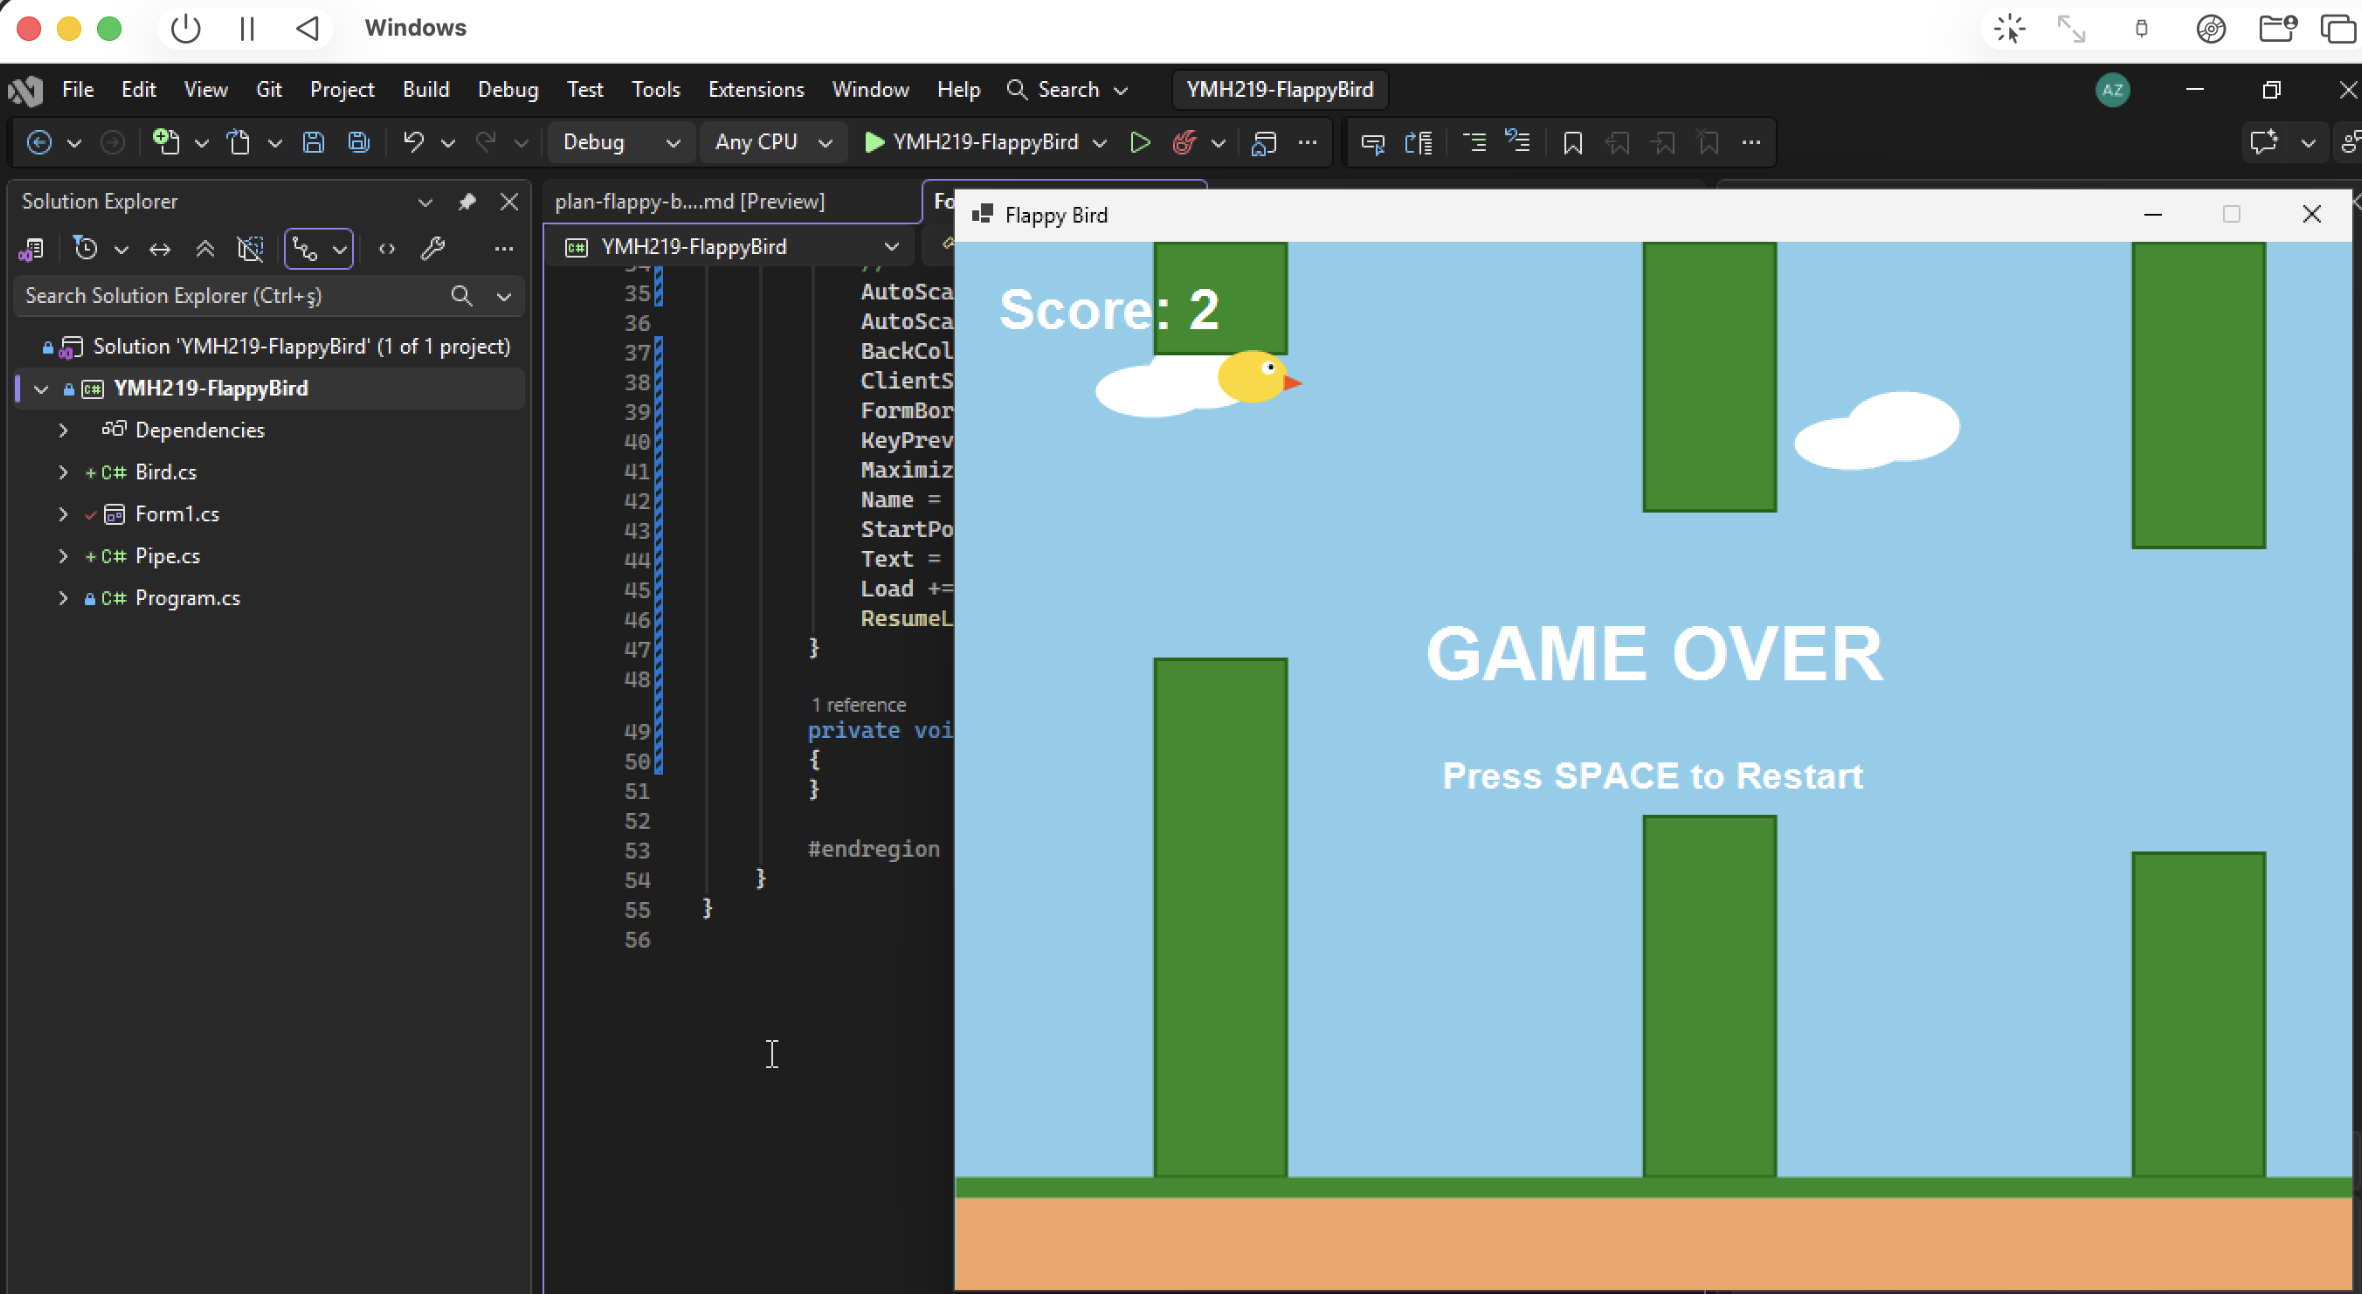 Windows
File Edit View Git Project Build Debug Test Tools Extensions Window Help Search YMH219-FlappyBird AZ
Debug Any CPU YMH219-FlappyBird
Solution Explorer
Search Solution Explorer (Ctrl+ş)
Solution 'YMH219-FlappyBird' (1 of 1 project)
C# YMH219-FlappyBird
Dependencies
+ C# Bird.cs
Form1.cs
+ C# Pipe.cs
C# Program.cs
plan-flappy-b....md [Preview]
Fo
C# YMH219-FlappyBird
34 //
35 AutoSca
36 AutoSca
37 BackCol
38 ClientS
39 FormBor
40 KeyPrev
41 Maximiz
42 Name =
43 StartPo
44 Text =
45 Load +=
46 ResumeL
47 }
48
1 reference
49 private voi
50 {
51 }
52
53 #endregion
54 }
55 }
56
Flappy Bird
Score: 2
GAME OVER
Press SPACE to Restart